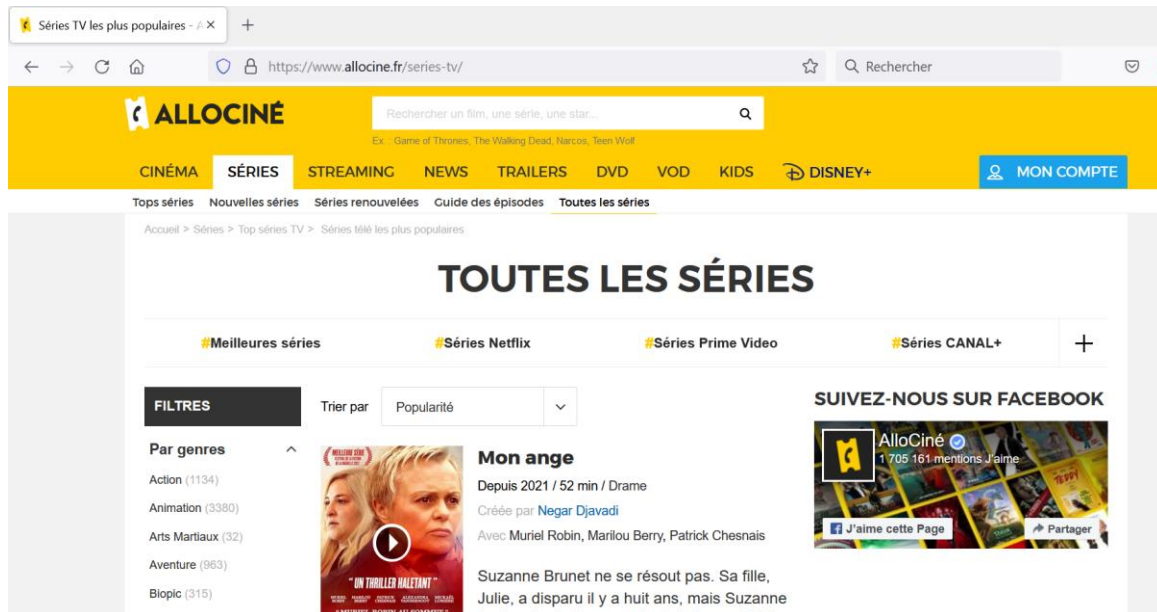 Séries TV les plus populaires - A
https://www.allocine.fr/series-tv/
Rechercher
ALLOCINÉ
Rechercher un film, une série, une star...
Ex. : Game of Thrones, The Walking Dead, Narcos, Teen Wolf
CINÉMA SÉRIES STREAMING NEWS TRAILERS DVD VOD KIDS DISNEY+ MON COMPTE
Tops séries Nouvelles séries Séries renouvelées Guide des épisodes Toutes les séries
Accueil > Séries > Top séries TV > Séries télé les plus populaires
TOUTES LES SÉRIES
#Meilleures séries #Séries Netflix #Séries Prime Video #Séries CANAL+ +
FILTRES
Par genres
Action (1134)
Animation (3380)
Arts Martiaux (32)
Aventure (963)
Biopic (315)
Trier par Popularité
MEILLEURE SÉRIE
"UN THRILLER HALETANT"
"MURIEL ROBIN AU SOMMET"
Mon ange
Depuis 2021 / 52 min / Drame
Créée par Negar Djavadi
Avec Muriel Robin, Marilou Berry, Patrick Chesnais
Suzanne Brunet ne se résout pas. Sa fille,
Julie, a disparu il y a huit ans, mais Suzanne
SUIVEZ-NOUS SUR FACEBOOK
AlloCiné
1 705 161 mentions J'aime
TEDDY
J'aime cette Page
Partager